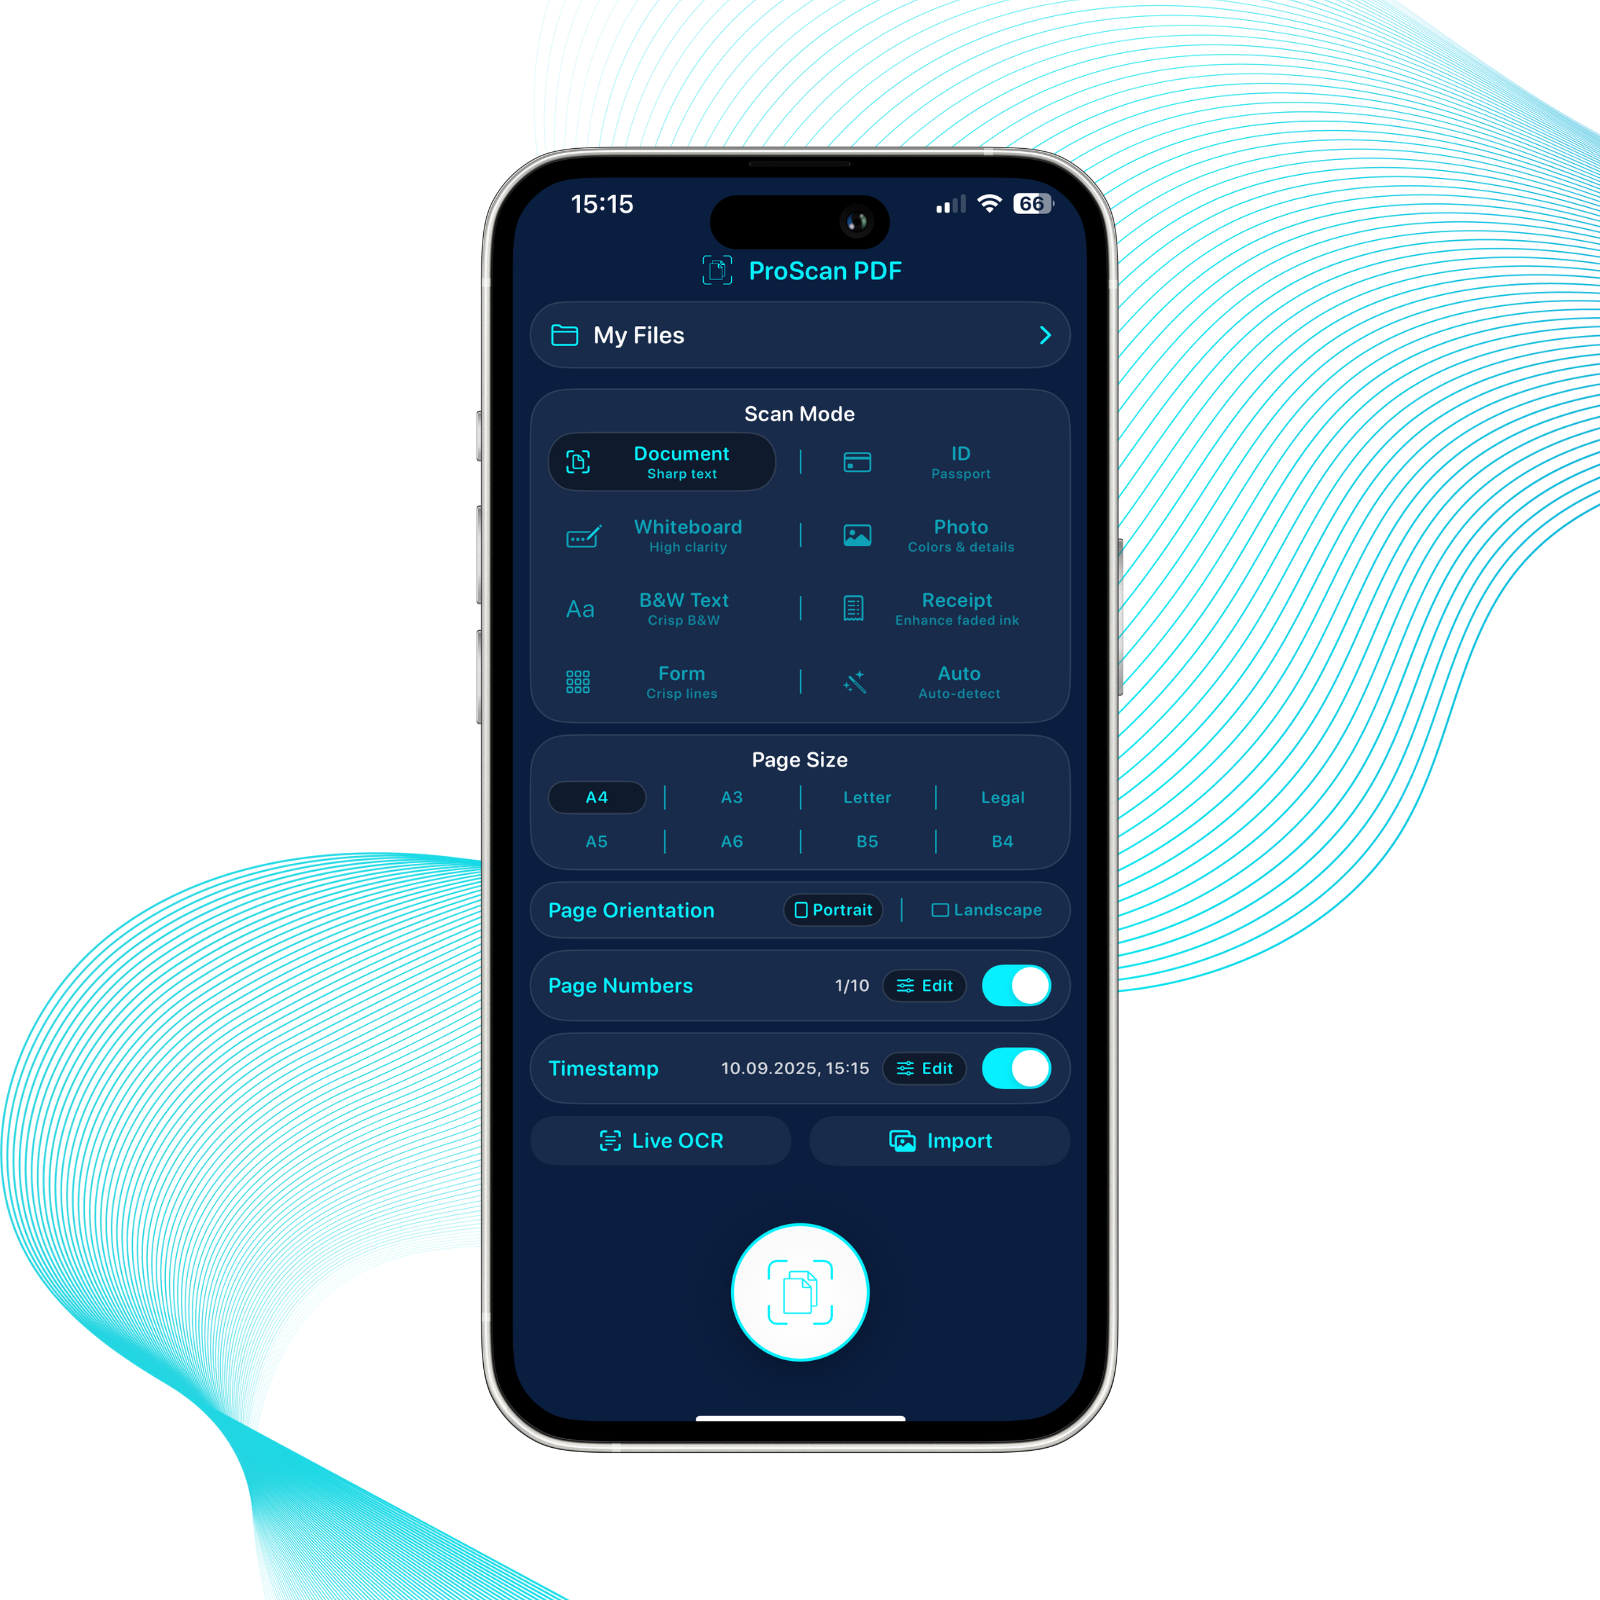 15:15
66
ProScan PDF
My Files
Scan Mode
Document
Sharp text
ID
Passport
Whiteboard
High clarity
Photo
Colors & details
Aa
B&W Text
Crisp B&W
Receipt
Enhance faded ink
Form
Crisp lines
Auto
Auto-detect
Page Size
A4 A3 Letter Legal
A5 A6 B5 B4
Page Orientation Portrait Landscape
Page Numbers 1/10 Edit
Timestamp 10.09.2025, 15:15 Edit
Live OCR Import